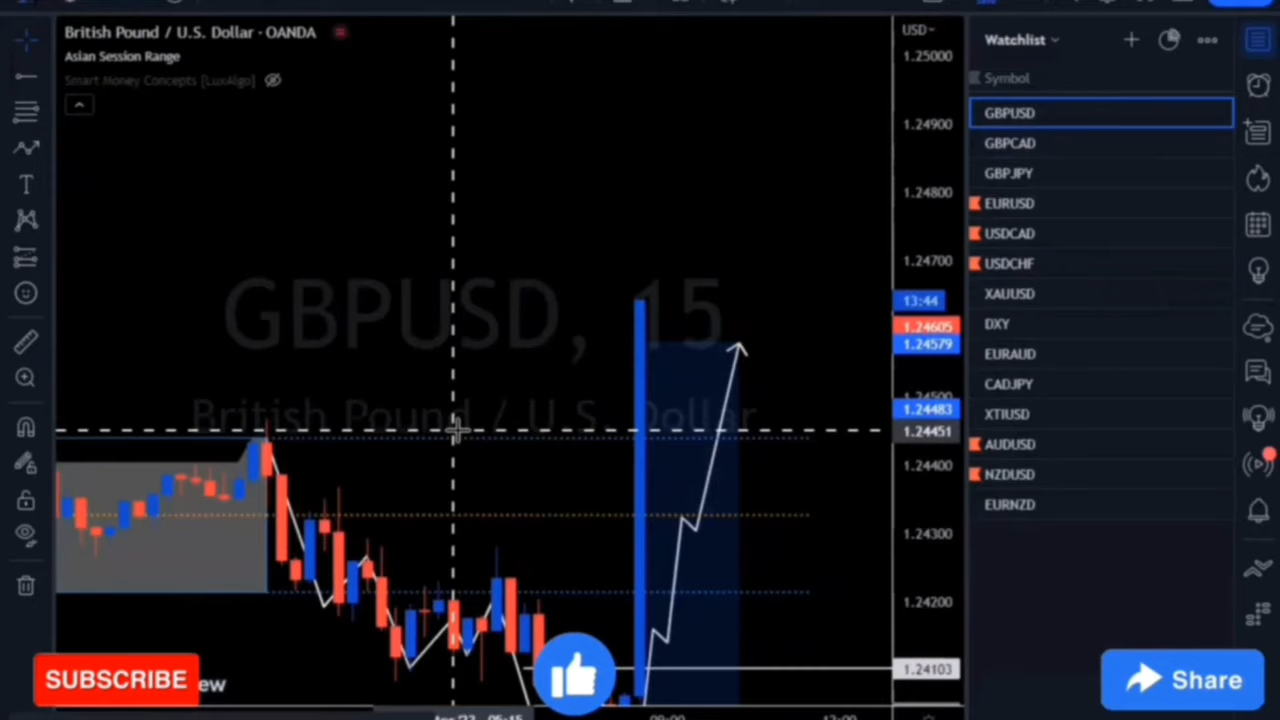 British Pound / U.S. Dollar · OANDA
Asian Session Range
Smart Money Concepts [LuxAlgo]
USD
1.25000
1.24900
1.24800
1.24700
13:44
1.24605
1.24579
1.24500
1.24483
1.24451
1.24400
1.24300
1.24200
1.24103
GBPUSD, 15
British Pound / U.S. Dollar
Watchlist
Symbol
GBPUSD
GBPCAD
GBPJPY
EURUSD
USDCAD
USDCHF
XAUUSD
DXY
EURAUD
CADJPY
XTIUSD
AUDUSD
NZDUSD
EURNZD
SUBSCRIBE
ew
Share